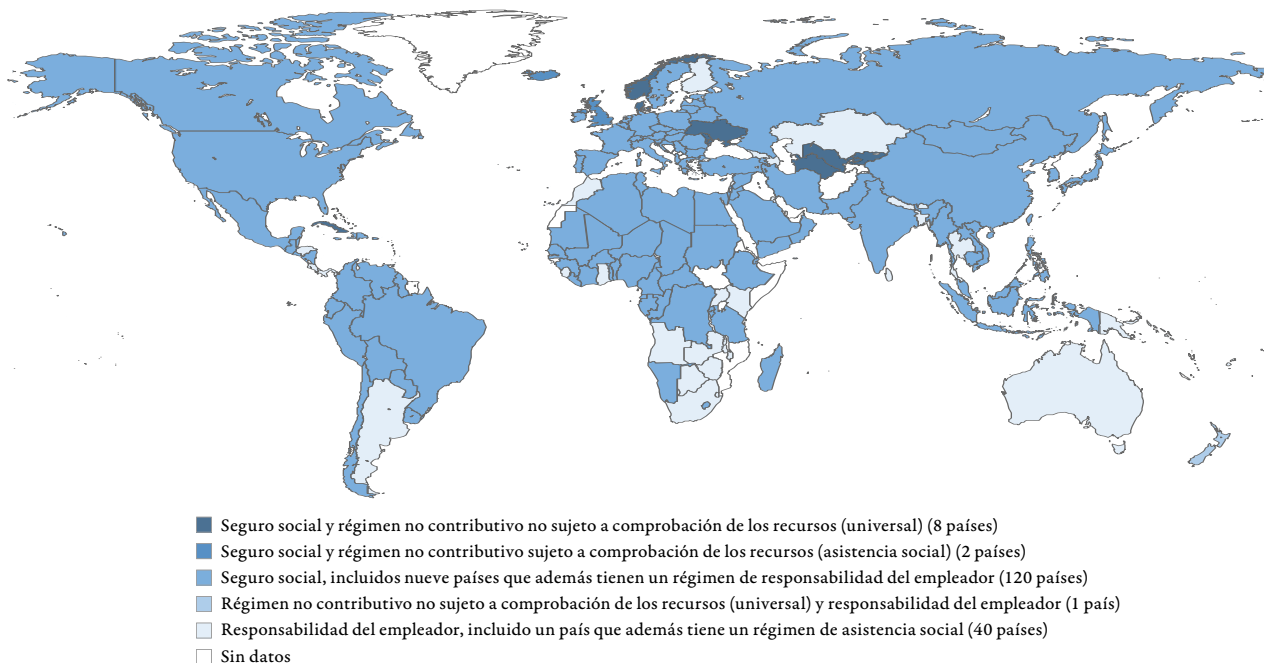 Seguro social y régimen no contributivo no sujeto a comprobación de los recursos (universal) (8 países)
Seguro social y régimen no contributivo sujeto a comprobación de los recursos (asistencia social) (2 países)
Seguro social, incluidos nueve países que además tienen un régimen de responsabilidad del empleador (120 países)
Régimen no contributivo no sujeto a comprobación de los recursos (universal) y responsabilidad del empleador (1 país)
Responsabilidad del empleador, incluido un país que además tiene un régimen de asistencia social (40 países)
Sin datos